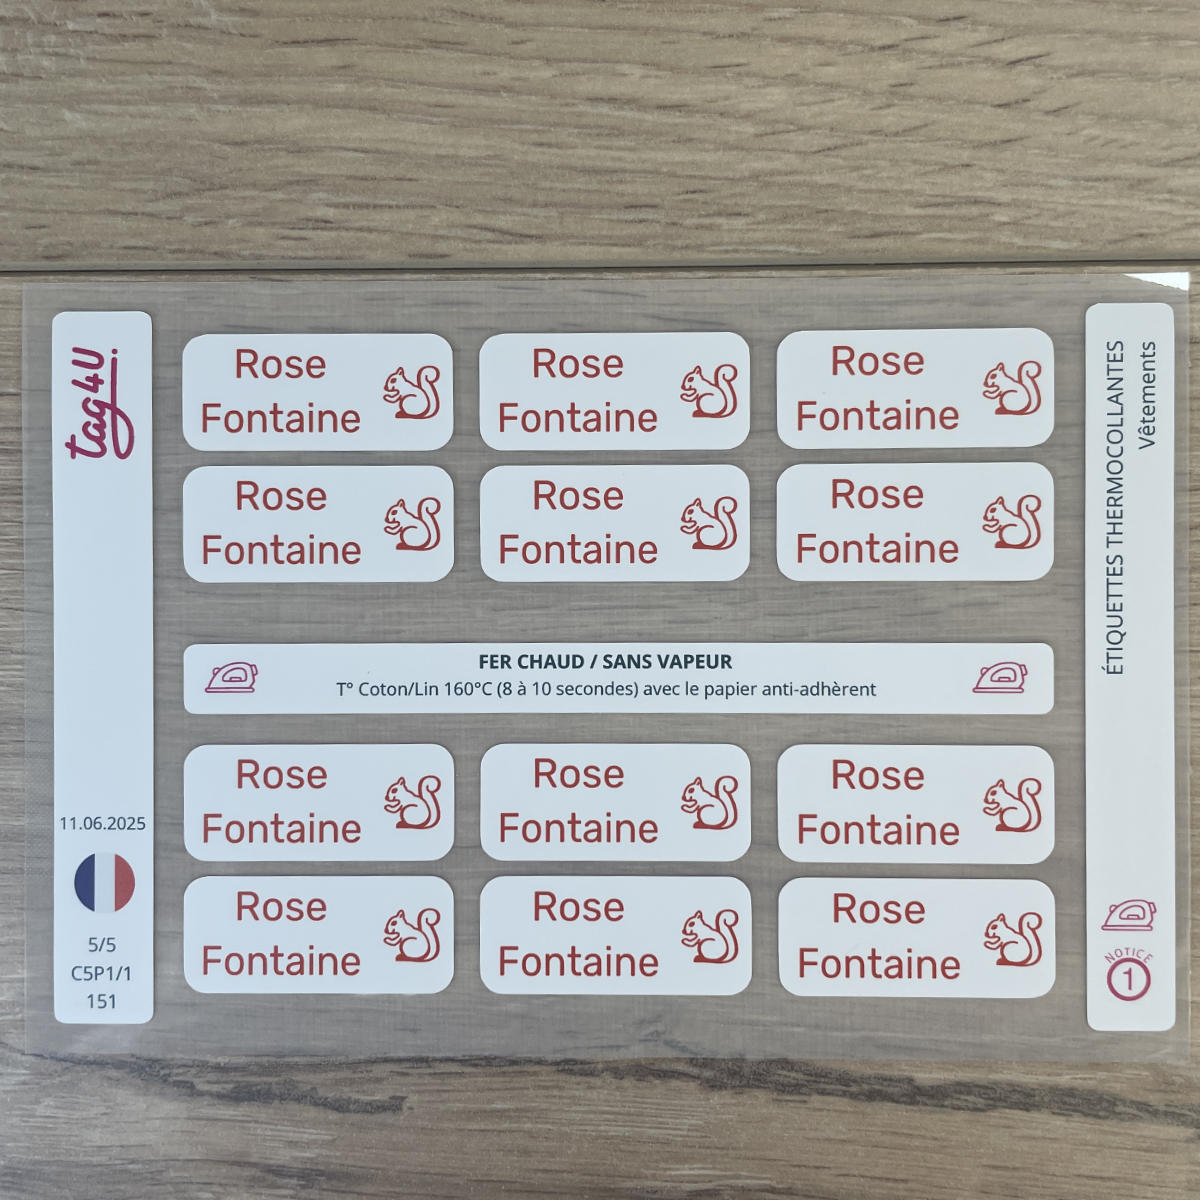 tag4U.
11.06.2025
5/5
C5P1/1
151
Rose
Fontaine
Rose
Fontaine
Rose
Fontaine
Rose
Fontaine
Rose
Fontaine
Rose
Fontaine
FER CHAUD / SANS VAPEUR
T° Coton/Lin 160°C (8 à 10 secondes) avec le papier anti-adhèrent
Rose
Fontaine
Rose
Fontaine
Rose
Fontaine
Rose
Fontaine
Rose
Fontaine
Rose
Fontaine
ÉTIQUETTES THERMOCOLLANTES
Vêtements
NOTICE
1